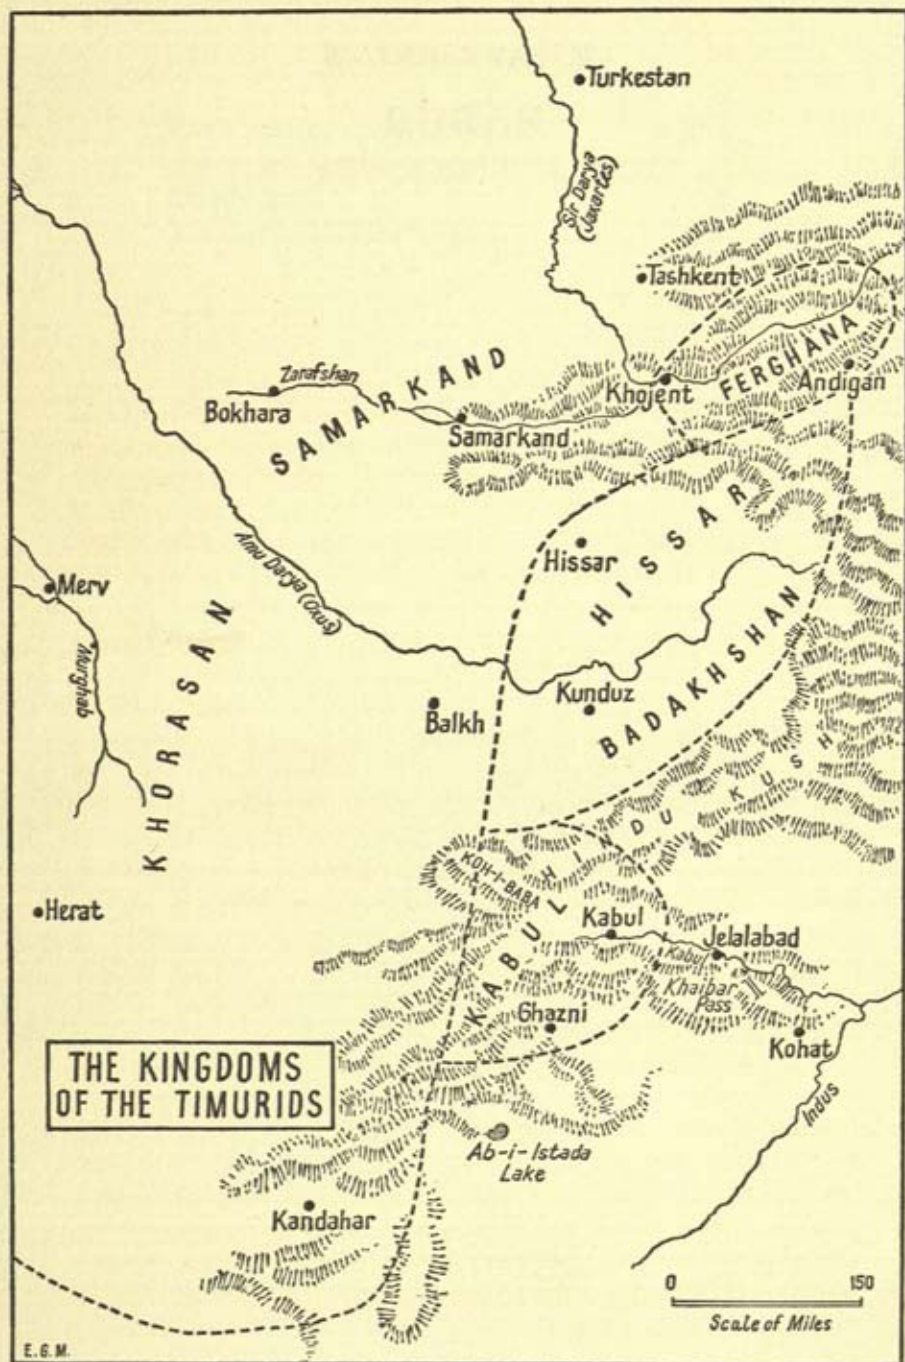 Turkestan
Sir Darya
(Jaxartes)
Tashkent
FERGHANA
Khojent
Andigan
Zarafshan
Bokhara
SAMARKAND
Samarkand
Hissar
HISSAR
Amu Darya (Oxus)
Merv
Murghab
KHORASAN
Balkh
Kunduz
BADAKHSHAN
HINDU KUSH
KOH-I-BABA
Herat
KABUL
Kabul
Jelalabad
Kabul
Khaibar
Pass
Ghazni
Kohat
Indus
THE KINGDOMS
OF THE TIMURIDS
Ab-i-Istada
Lake
Kandahar
0 150
Scale of Miles
E.G.M.